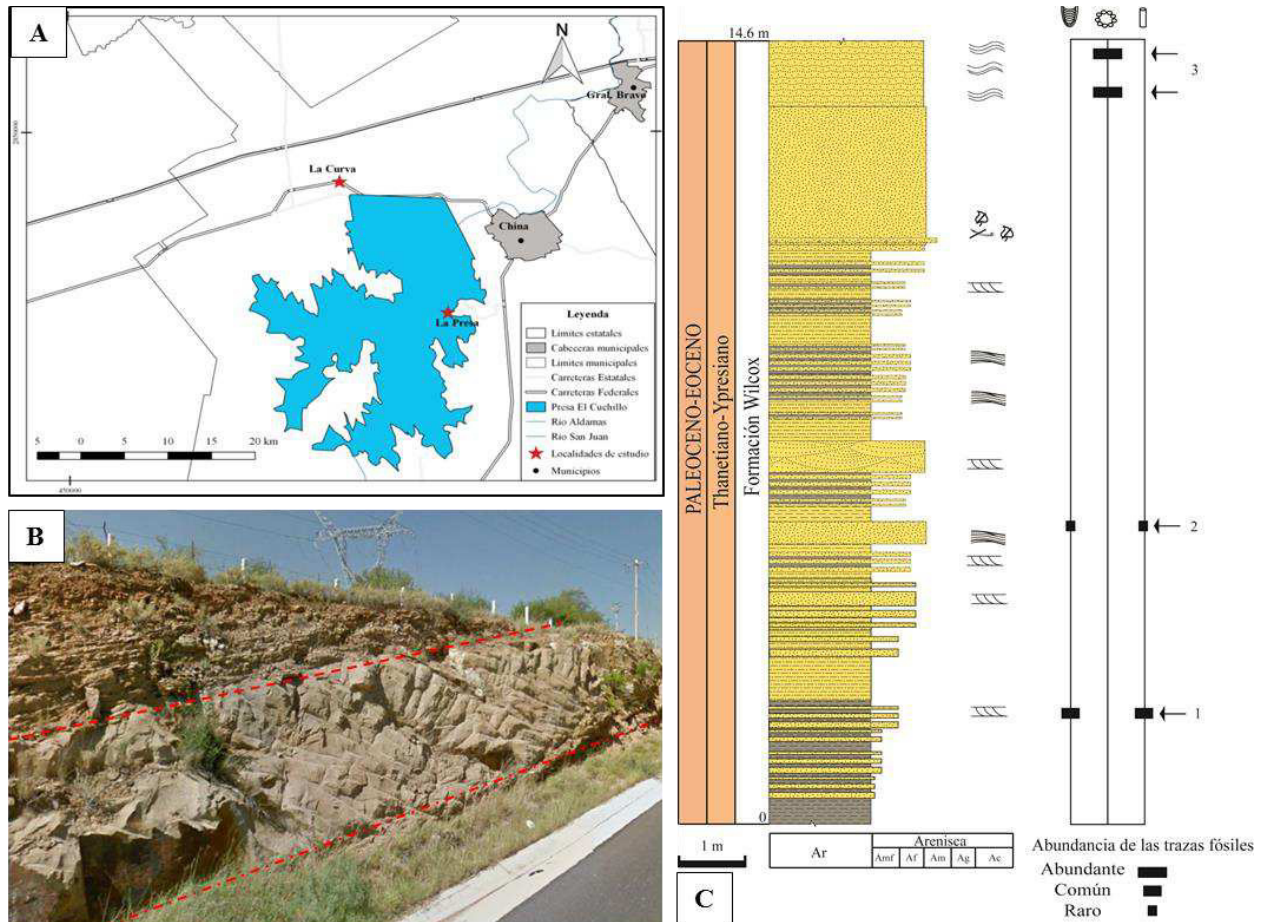 A
N
Gral. Bravo
La Curva
China
La Presa
2850000
450000
5 0 5 10 15 20 km
Leyenda
Límites estatales
Cabeceras municipales
Límites municipales
Carreteras Estatales
Carreteras Federales
Presa El Cuchillo
Río Aldamas
Río San Juan
Localidades de estudio
Municipios
B
C
14.6 m
PALEOCENO-EOCENO
Thanetiano-Ypresiano
Formación Wilcox
0
1 m
Ar
Arenisca
Amf Af Am Ag Ac
3
2
1
Abundancia de las trazas fósiles
Abundante
Común
Raro